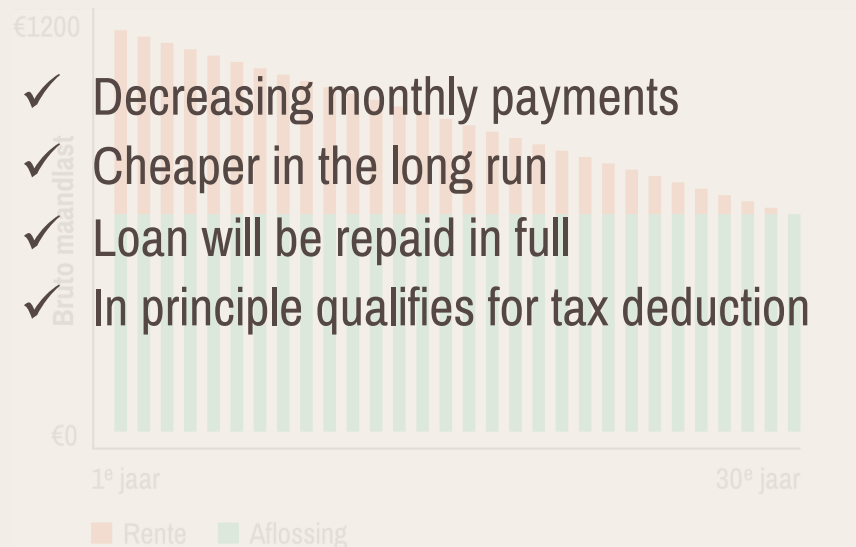 €1200
✓ Decreasing monthly payments
✓ Cheaper in the long run
✓ Loan will be repaid in full
✓ In principle qualifies for tax deduction
Bruto maandlast
€0
1e jaar 30e jaar
Rente Aflossing